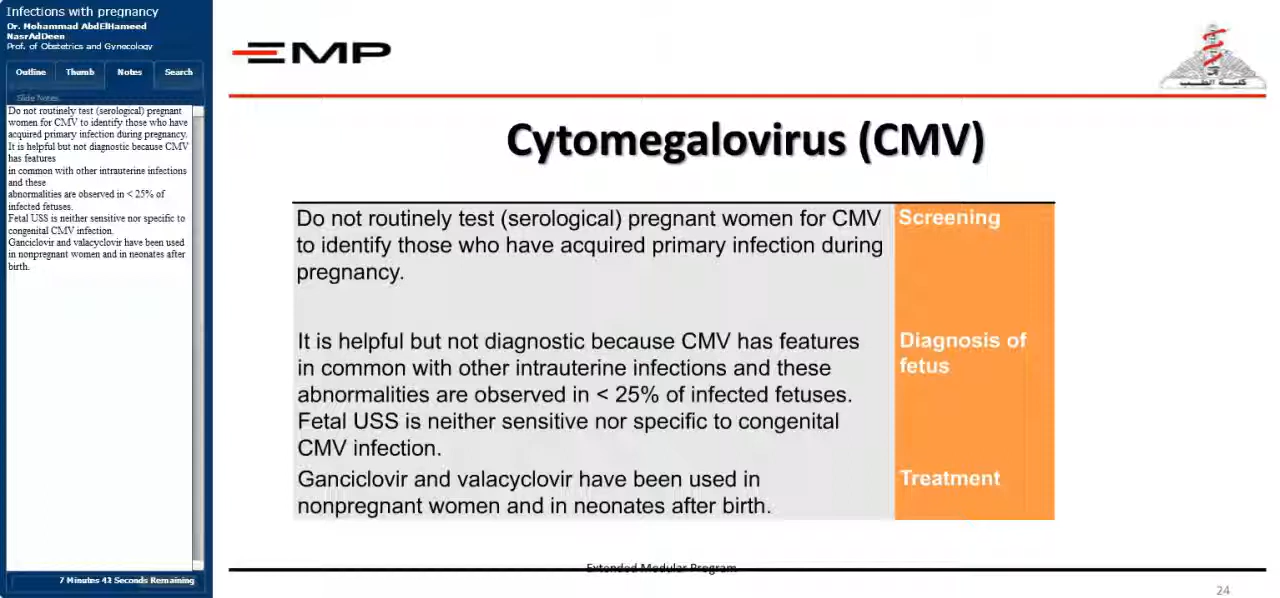 Infections with pregnancy
Dr. Mohammad AbdElHameed
NasrAdDeen
Prof. of Obstetrics and Gynecology
Outline Thumb Notes Search
Slide Notes
Do not routinely test (serological) pregnant
women for CMV to identify those who have
acquired primary infection during pregnancy.
It is helpful but not diagnostic because CMV
has features
in common with other intrauterine infections
and these
abnormalities are observed in < 25% of
infected fetuses.
Fetal USS is neither sensitive nor specific to
congenital CMV infection.
Ganciclovir and valacyclovir have been used
in nonpregnant women and in neonates after
birth.
7 Minutes 43 Seconds Remaining
EMP
كلية الطب
Cytomegalovirus (CMV)
Do not routinely test (serological) pregnant women for CMV
to identify those who have acquired primary infection during
pregnancy.
Screening
It is helpful but not diagnostic because CMV has features
in common with other intrauterine infections and these
abnormalities are observed in < 25% of infected fetuses.
Fetal USS is neither sensitive nor specific to congenital
CMV infection.
Diagnosis of
fetus
Ganciclovir and valacyclovir have been used in
nonpregnant women and in neonates after birth.
Treatment
Extended Modular Program
24